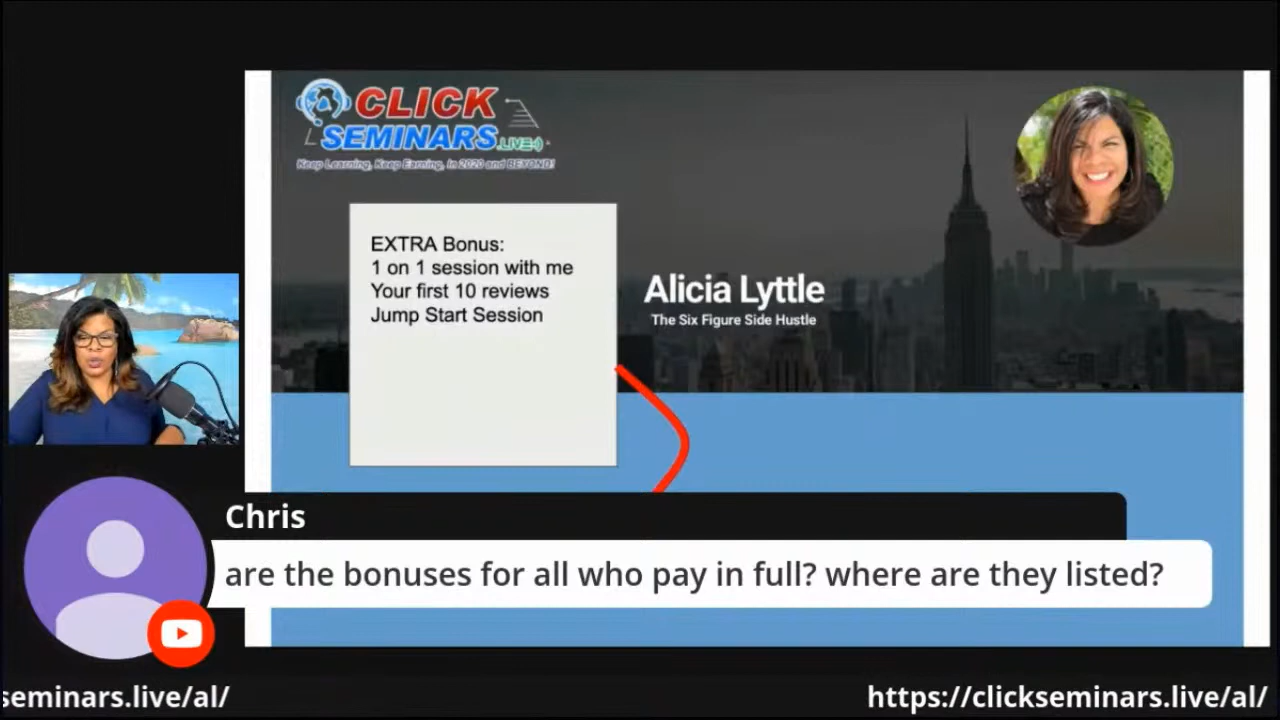 CLICK
SEMINARS.LIVE
Keep Learning, Keep Earning, In 2020 and BEYOND!
EXTRA Bonus:
1 on 1 session with me
Your first 10 reviews
Jump Start Session
Alicia Lyttle
The Six Figure Side Hustle
Chris
are the bonuses for all who pay in full? where are they listed?
seminars.live/al/
https://clickseminars.live/al/